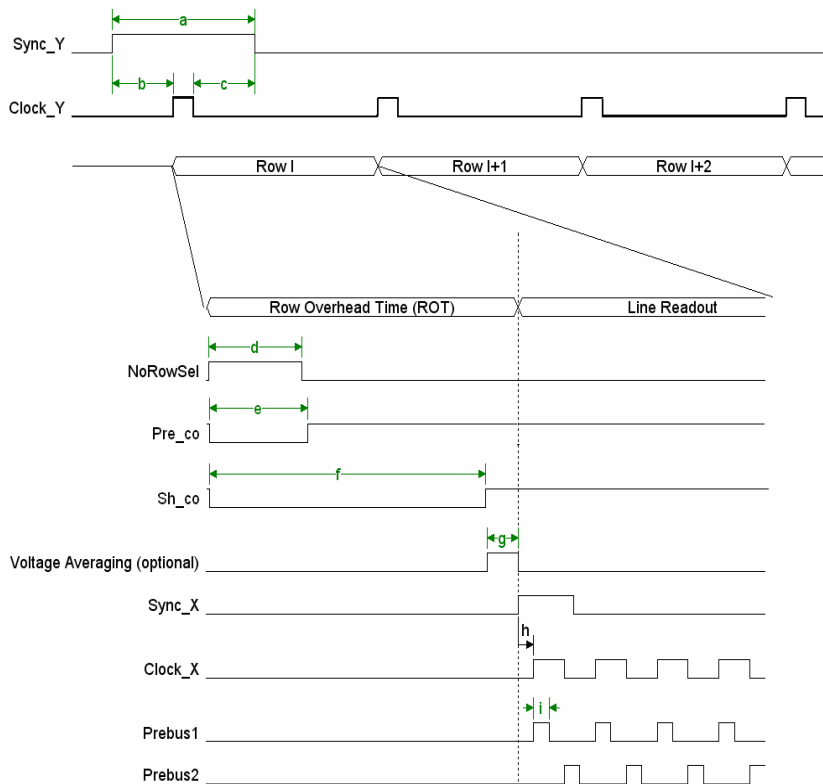 a
Sync_Y
b c
Clock_Y
Row I Row I+1 Row I+2
Row Overhead Time (ROT) Line Readout
d
NoRowSel
e
Pre_co
f
Sh_co
g
Voltage Averaging (optional)
Sync_X
h
Clock_X
i
Prebus1
Prebus2